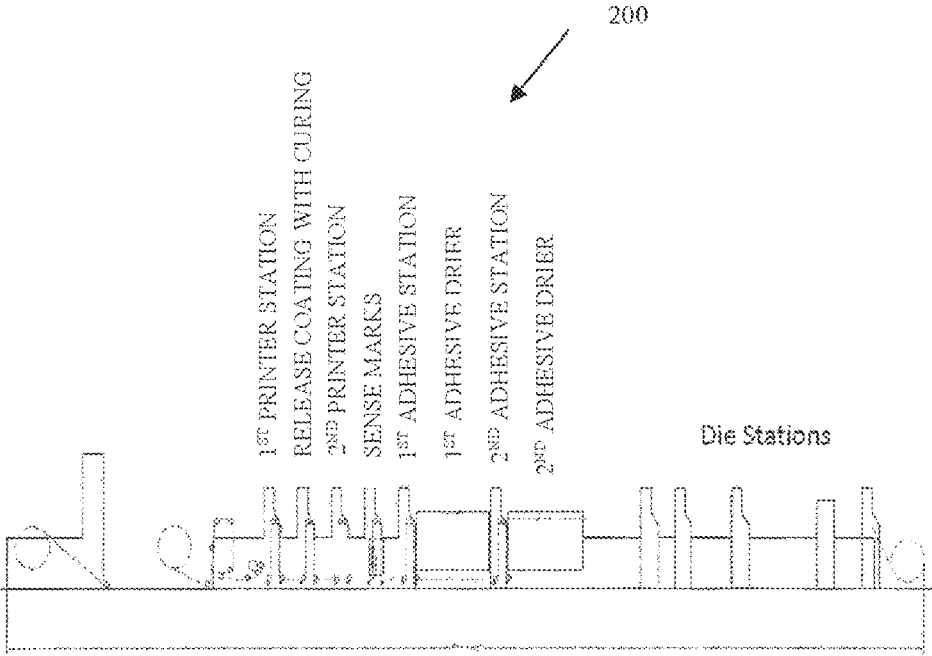 200
1ST PRINTER STATION
RELEASE COATING WITH CURING
2ND PRINTER STATION
SENSE MARKS
1ST ADHESIVE STATION
1ST ADHESIVE DRIER
2ND ADHESIVE STATION
2ND ADHESIVE DRIER
Die Stations